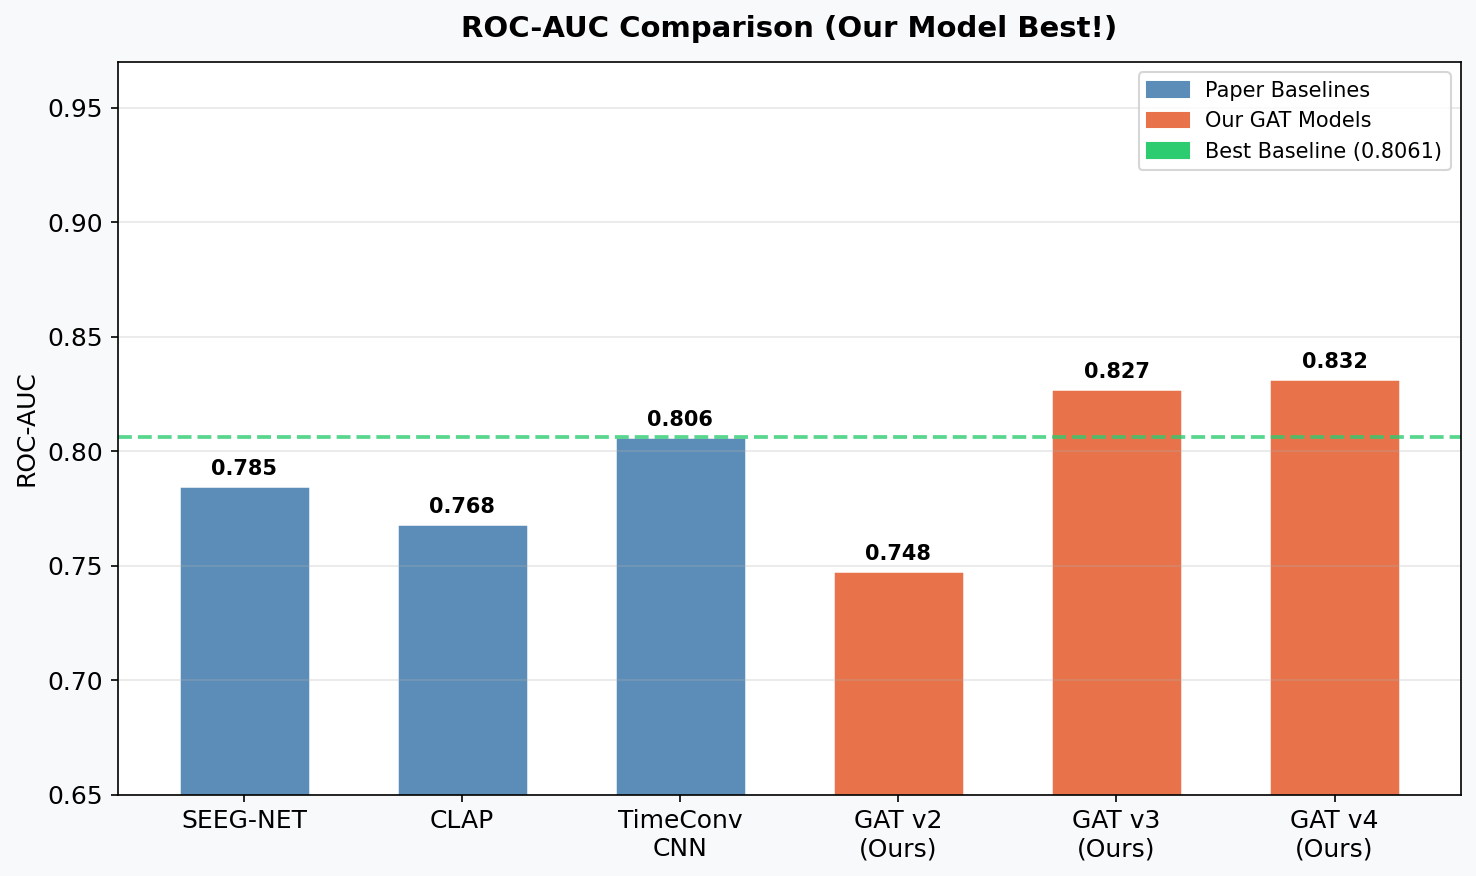 ROC-AUC Comparison (Our Model Best!)
Paper Baselines
Our GAT Models
Best Baseline (0.8061)
ROC-AUC
0.95
0.90
0.85
0.80
0.75
0.70
0.65
0.785
0.768
0.806
0.748
0.827
0.832
SEEG-NET
CLAP
TimeConv
CNN
GAT v2
(Ours)
GAT v3
(Ours)
GAT v4
(Ours)